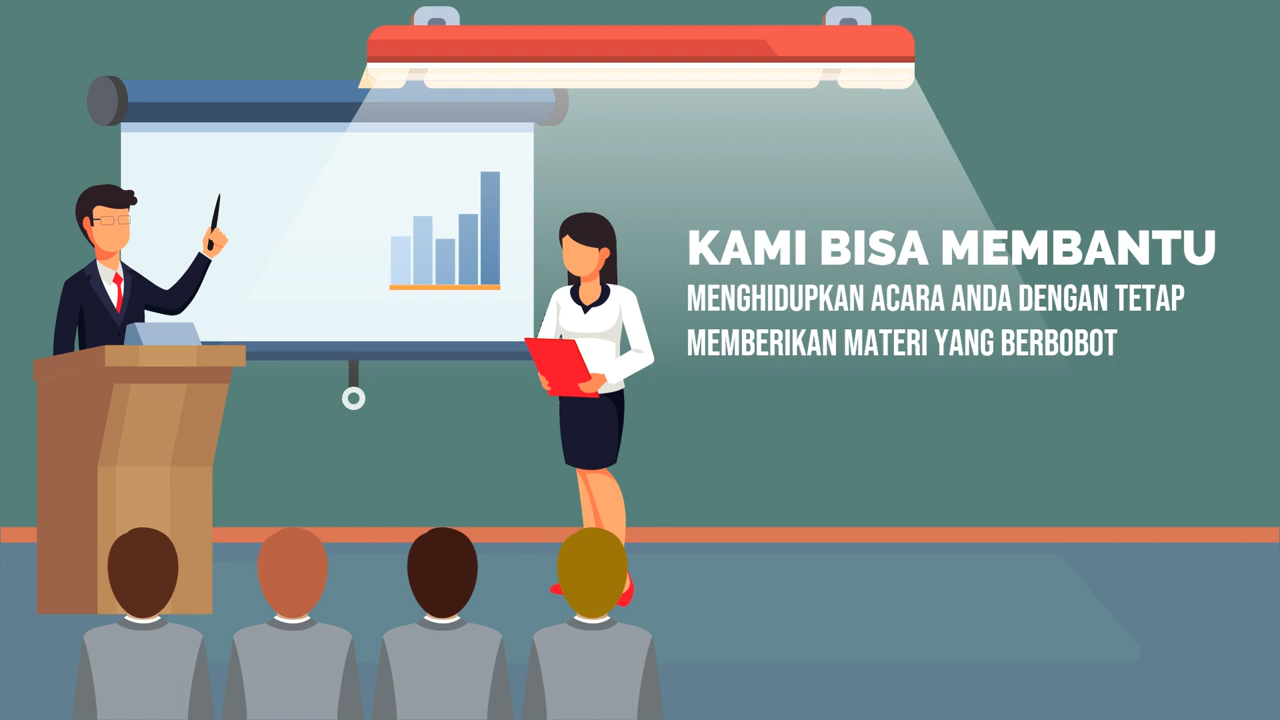 KAMI BISA MEMBANTU
MENGHIDUPKAN ACARA ANDA DENGAN TETAP
MEMBERIKAN MATERI YANG BERBOBOT